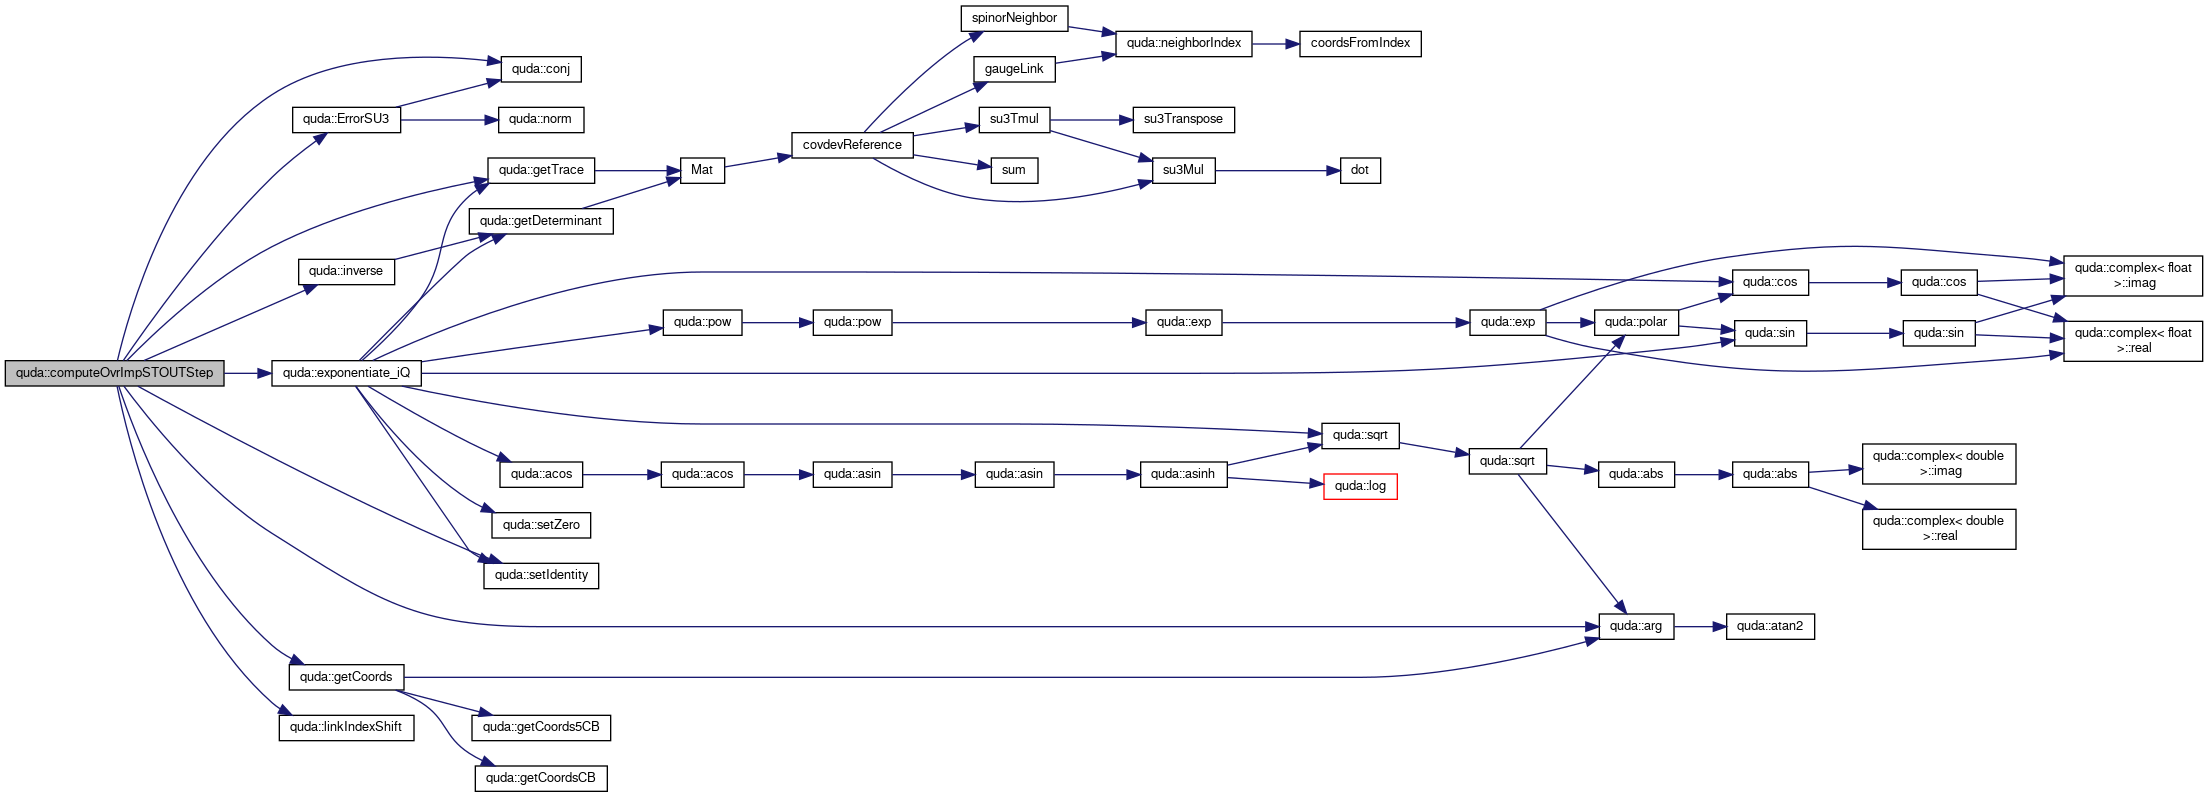 spinorNeighbor
quda::neighborIndex
coordsFromIndex
quda::conj
gaugeLink
quda::ErrorSU3
quda::norm
su3Tmul
su3Transpose
covdevReference
quda::getTrace
Mat
sum
su3Mul
dot
quda::getDeterminant
quda::inverse
quda::cos
quda::cos
quda::complex< float
>::imag
quda::pow
quda::pow
quda::exp
quda::exp
quda::polar
quda::sin
quda::sin
quda::complex< float
>::real
quda::computeOvrImpSTOUTStep
quda::exponentiate_iQ
quda::sqrt
quda::sqrt
quda::acos
quda::acos
quda::asin
quda::asin
quda::asinh
quda::log
quda::abs
quda::abs
quda::complex< double
>::imag
quda::setZero
quda::complex< double
>::real
quda::setIdentity
quda::arg
quda::atan2
quda::getCoords
quda::linkIndexShift
quda::getCoords5CB
quda::getCoordsCB